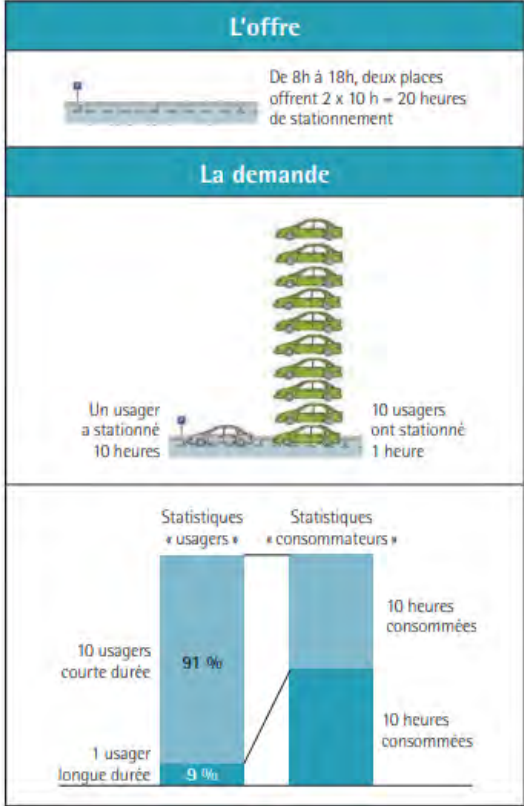 L'offre
De 8h à 18h, deux places
offrent 2 x 10 h = 20 heures
de stationnement
La demande
Un usager
a stationné
10 heures
10 usagers
ont stationné
1 heure
Statistiques
« usagers »
Statistiques
« consommateurs »
10 usagers
courte durée
91 %
10 heures
consommées
10 heures
consommées
1 usager
longue durée
9 %